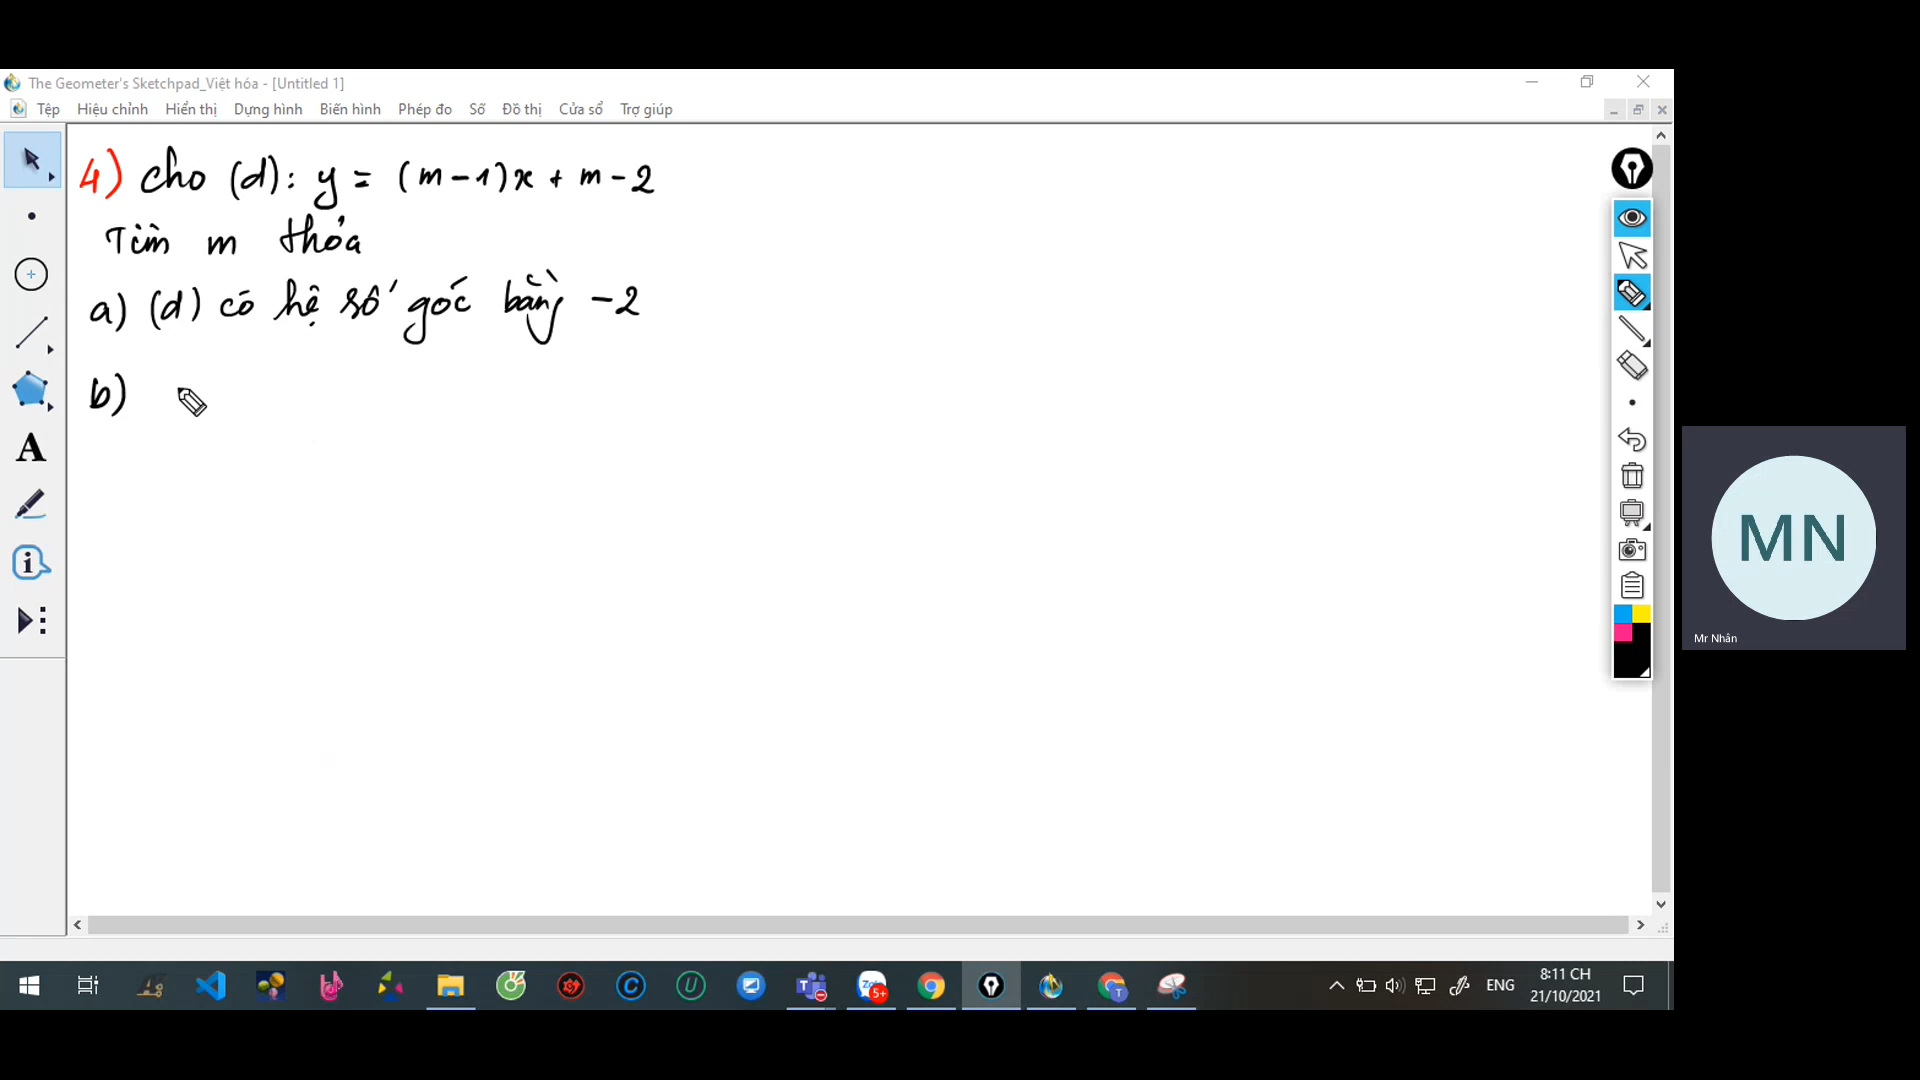 The Geometer's Sketchpad_Việt hóa - [Untitled 1]
Tệp Hiệu chỉnh Hiển thị Dựng hình Biến hình Phép đo Số Đồ thị Cửa sổ Trợ giúp
4) Cho (d): y = (m-1)x + m-2
Tìm m thỏa
a) (d) có hệ số góc bằng -2
b)
A
MN
Mr Nhân
5+
ENG
8:11 CH
21/10/2021